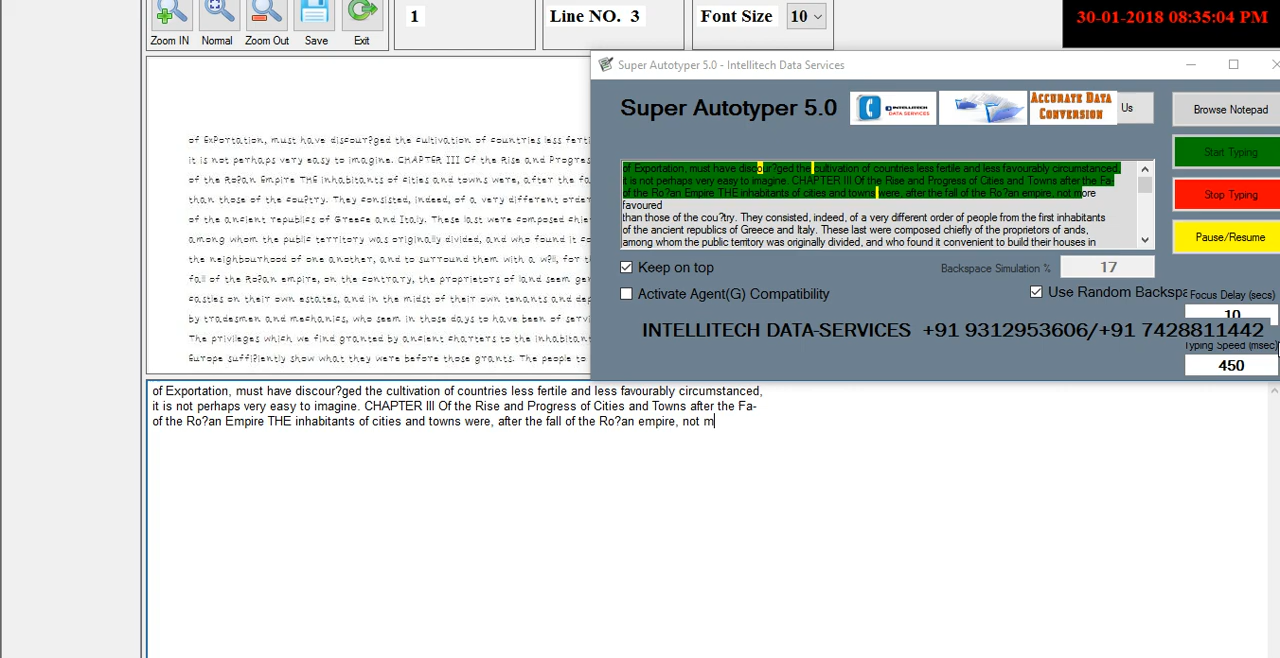 1
Line NO. 3
Font Size 10
30-01-2018 08:35:04 PM
Zoom IN Normal Zoom Out Save Exit
of Exportation, must have discour?ged the cultivation of countries less ferti
it is not perhaps very easy to imagine. CHAPTER III Of the Rise and Progres
of the Ro?an Empire THE inhabitants of cities and towns were, after the fa
than those of the cou?try. They consisted, indeed, of a very different order
of the ancient republics of Greece and Italy. These last were composed chief
among whom the public territory was originally divided, and who found it co
the neighbourhood of one another, and to surround them with a w?ll, for t
fall of the Ro?an empire, on the contrary, the proprietors of land seem gen
castles on their own estates, and in the midst of their own tenants and dep
by tradesmen and mechanics, who seem in those days to have been of servi
The privileges which we find granted by ancient charters to the inhabitan
Europe suffi?iently show what they were before those grants. The people to
Super Autotyper 5.0 - Intellitech Data Services
Super Autotyper 5.0
INTELLITECH
DATA SERVICES
ACCURATE DATA
CONVERSION
Us
Browse Notepad
Start Typing
Stop Typing
Pause/Resume
of Exportation, must have discour?ged the cultivation of countries less fertile and less favourably circumstanced,
it is not perhaps very easy to imagine. CHAPTER III Of the Rise and Progress of Cities and Towns after the Fa-
of the Ro?an Empire THE inhabitants of cities and towns were, after the fall of the Ro?an empire, not more
favoured
than those of the cou?try. They consisted, indeed, of a very different order of people from the first inhabitants
of the ancient republics of Greece and Italy. These last were composed chiefly of the proprietors of ands,
among whom the public territory was originally divided, and who found it convenient to build their houses in
Keep on top
Backspace Simulation % 17
Activate Agent(G) Compatibility
Use Random Backspa
Focus Delay (secs)
10
INTELLITECH DATA-SERVICES +91 9312953606/+91 7428811442
Typing Speed (msec)
450
of Exportation, must have discour?ged the cultivation of countries less fertile and less favourably circumstanced,
it is not perhaps very easy to imagine. CHAPTER III Of the Rise and Progress of Cities and Towns after the Fa-
of the Ro?an Empire THE inhabitants of cities and towns were, after the fall of the Ro?an empire, not m